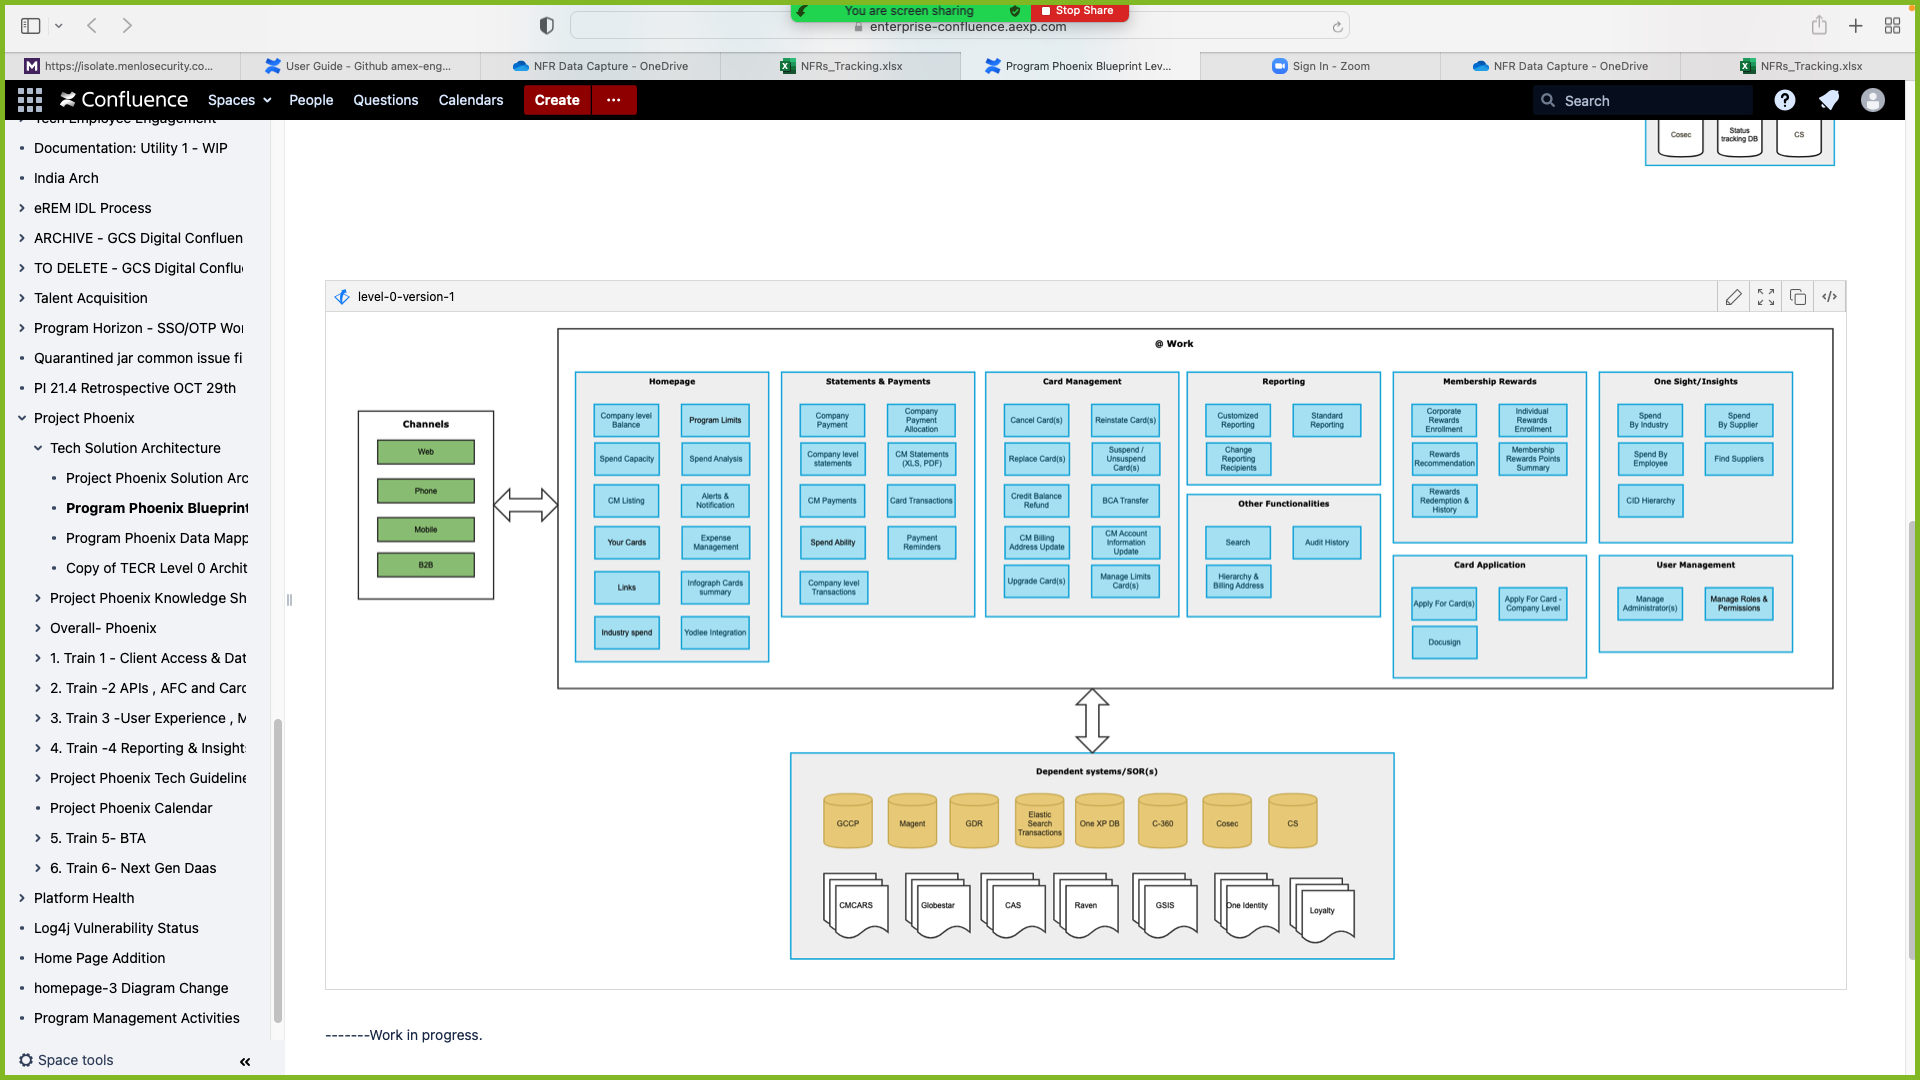 You are screen sharing
Stop Share
enterprise-confluence.aexp.com
https://isolate.menlosecurity.co...
User Guide - Github amex-eng...
NFR Data Capture - OneDrive
NFRs_Tracking.xlsx
Program Phoenix Blueprint Lev...
Sign In - Zoom
NFR Data Capture - OneDrive
NFRs_Tracking.xlsx
Confluence
Spaces
People
Questions
Calendars
Create
Search
Tech Employee Engagement
Documentation: Utility 1 - WIP
India Arch
eREM IDL Process
ARCHIVE - GCS Digital Confluen
TO DELETE - GCS Digital Conflu
Talent Acquisition
Program Horizon - SSO/OTP Wo
Quarantined jar common issue fi
PI 21.4 Retrospective OCT 29th
Project Phoenix
Tech Solution Architecture
Project Phoenix Solution Arc
Program Phoenix Blueprint
Program Phoenix Data Mapp
Copy of TECR Level 0 Archit
Project Phoenix Knowledge Sh
Overall- Phoenix
1. Train 1 - Client Access & Dat
2. Train -2 APIs , AFC and Card
3. Train 3 -User Experience , M
4. Train -4 Reporting & Insight
Project Phoenix Tech Guideline
Project Phoenix Calendar
5. Train 5- BTA
6. Train 6- Next Gen Daas
Platform Health
Log4j Vulnerability Status
Home Page Addition
homepage-3 Diagram Change
Program Management Activities
Space tools
Cosec
Status
tracking DB
CS
level-0-version-1
@ Work
Channels
Web
Phone
Mobile
B2B
Homepage
Company level
Balance
Program Limits
Spend Capacity
Spend Analysis
CM Listing
Alerts &
Notification
Your Cards
Expense
Management
Links
Infograph Cards
summary
Industry spend
Yodlee Integration
Statements & Payments
Company
Payment
Company
Payment
Allocation
Company level
statements
CM Statements
(XLS, PDF)
CM Payments
Card Transactions
Spend Ability
Payment
Reminders
Company level
Transactions
Card Management
Cancel Card(s)
Reinstate Card(s)
Replace Card(s)
Suspend /
Unsuspend
Card(s)
Credit Balance
Refund
BCA Transfer
CM Billing
Address Update
CM Account
Information
Update
Upgrade Card(s)
Manage Limits
Card(s)
Reporting
Customized
Reporting
Standard
Reporting
Change
Reporting
Recipients
Other Functionalities
Search
Audit History
Hierarchy &
Billing Address
Membership Rewards
Corporate
Rewards
Enrollment
Individual
Rewards
Enrollment
Rewards
Recommendation
Membership
Rewards Points
Summary
Rewards
Redemption &
History
Card Application
Apply For Card(s)
Apply For Card -
Company Level
Docusign
One Sight/Insights
Spend
By Industry
Spend
By Supplier
Spend By
Employee
Find Suppliers
CID Hierarchy
User Management
Manage
Administrator(s)
Manage Roles &
Permissions
Dependent systems/SOR(s)
GCCP
Magent
GDR
Elastic
Search
Transactions
One XP DB
C-360
Cosec
CS
CMCARS
Globestar
CAS
Raven
GSIS
One Identity
Loyalty
-------Work in progress.